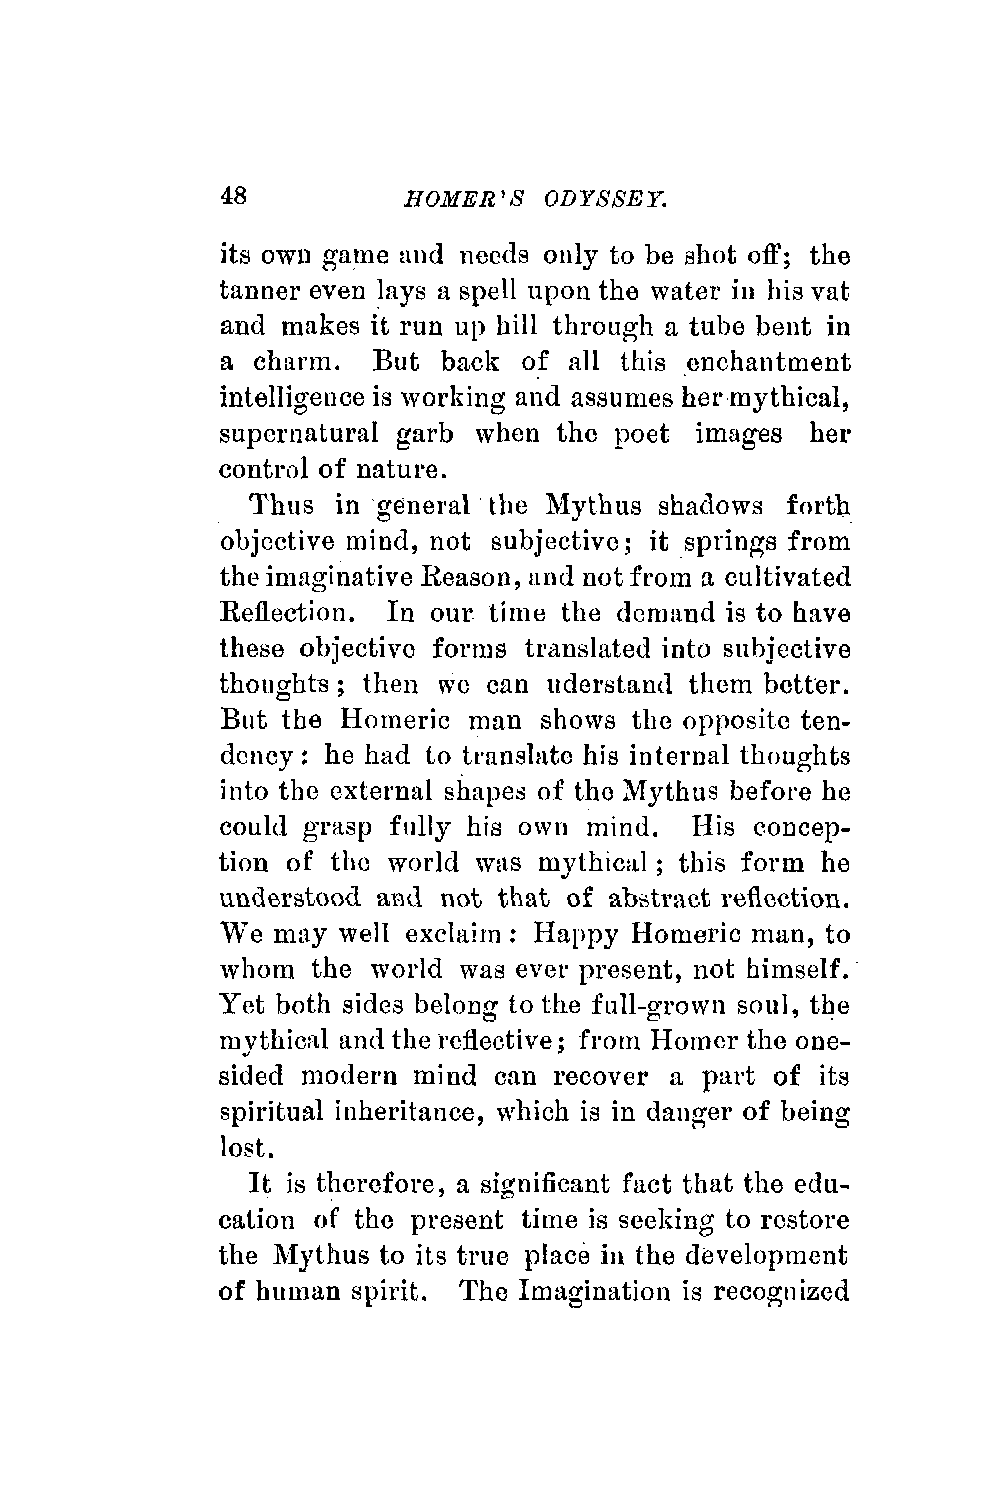 48 HOMER'S ODYSSEY.
its own game and needs only to be shot off; the
tanner even lays a spell upon the water in his vat
and makes it run up hill through a tube bent in
a charm. But back of all this enchantment
intelligence is working and assumes her mythical,
supernatural garb when the poet images her
control of nature.
Thus in general the Mythus shadows forth
objective mind, not subjective; it springs from
the imaginative Reason, and not from a cultivated
Reflection. In our time the demand is to have
these objective forms translated into subjective
thoughts; then we can uderstand them better.
But the Homeric man shows the opposite ten-
dency: he had to translate his internal thoughts
into the external shapes of the Mythus before he
could grasp fully his own mind. His concep-
tion of the world was mythical; this form he
understood and not that of abstract reflection.
We may well exclaim: Happy Homeric man, to
whom the world was ever present, not himself.
Yet both sides belong to the full-grown soul, the
mythical and the reflective; from Homer the one-
sided modern mind can recover a part of its
spiritual inheritance, which is in danger of being
lost.
It is therefore, a significant fact that the edu-
cation of the present time is seeking to restore
the Mythus to its true place in the development
of human spirit. The Imagination is recognized